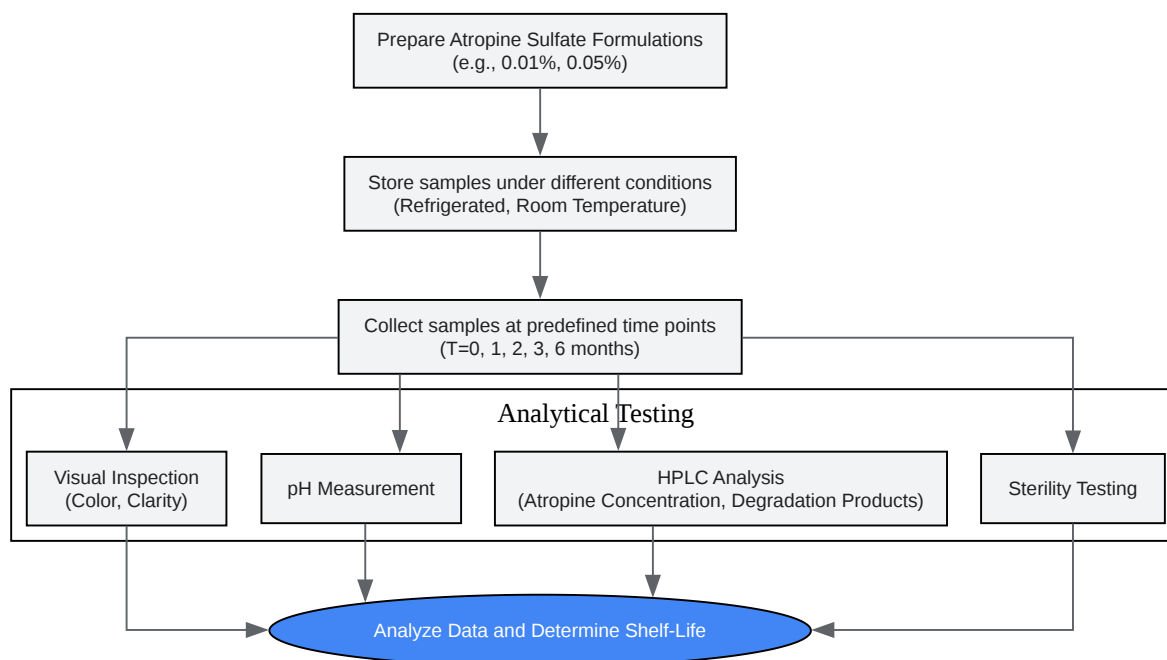 Prepare Atropine Sulfate Formulations
(e.g., 0.01%, 0.05%)
Store samples under different conditions
(Refrigerated, Room Temperature)
Collect samples at predefined time points
(T=0, 1, 2, 3, 6 months)
Analytical Testing
Visual Inspection
(Color, Clarity)
pH Measurement
HPLC Analysis
(Atropine Concentration, Degradation Products)
Sterility Testing
Analyze Data and Determine Shelf-Life